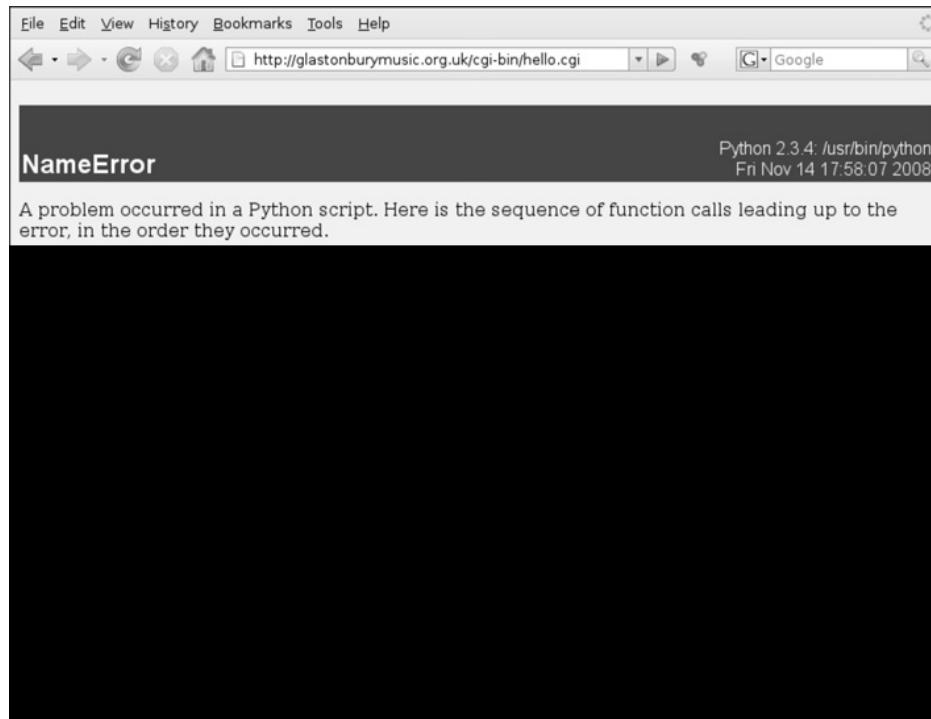 File Edit View History Bookmarks Tools Help
http://glastonburymusic.org.uk/cgi-bin/hello.cgi G Google
NameError
Python 2.3.4: /usr/bin/python
Fri Nov 14 17:58:07 2008
A problem occurred in a Python script. Here is the sequence of function calls leading up to the
error, in the order they occurred.